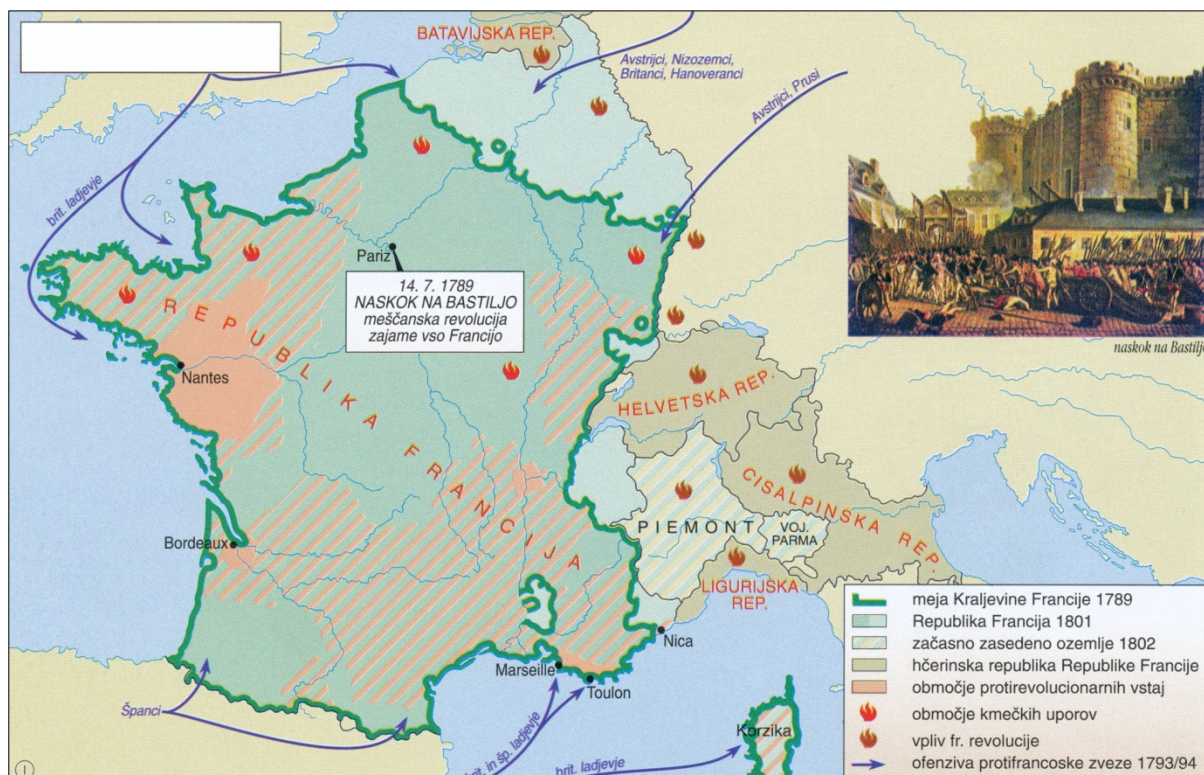 BATAVIJSKA REP.
Avstrijci, Nizozemci,
Britanci, Hanoveranci
Avstrijci, Prusi
brit. ladjevje
Pariz
14. 7. 1789
NASKOK NA BASTILJO
meščanska revolucija
zajame vso Francijo
naskok na Bastiljo
REPUBLIKA FRANCIJA
Nantes
HELVETSKA REP.
CISALPINSKA REP.
PIEMONT
VOJ.
PARMA
Bordeaux
LIGURIJSKA
REP.
Nica
Marseille
Toulon
Španci
brit. in šp. ladjevje
brit. ladjevje
Korzika
meja Kraljevine Francije 1789
Republika Francija 1801
začasno zasedeno ozemlje 1802
hčerinska republika Republike Francije
območje protirevolucionarnih vstaj
območje kmečkih uporov
vpliv fr. revolucije
ofenziva protifrancoske zveze 1793/94
1